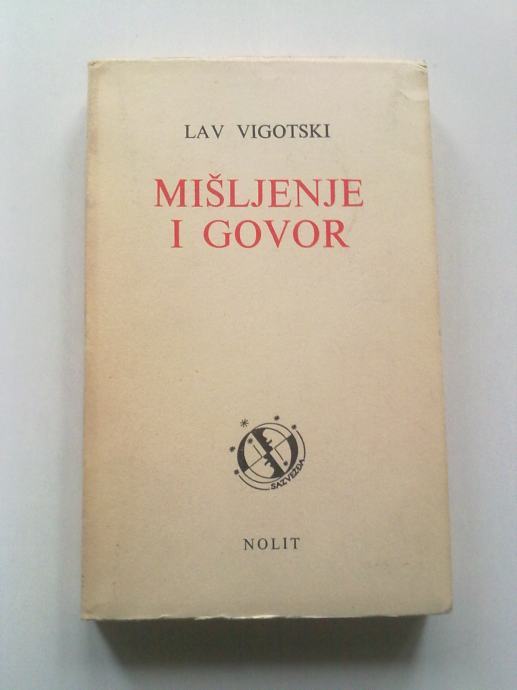 LAV VIGOTSKI
MIŠLJENJE
I GOVOR
SAZVEŽĐA
NOLIT